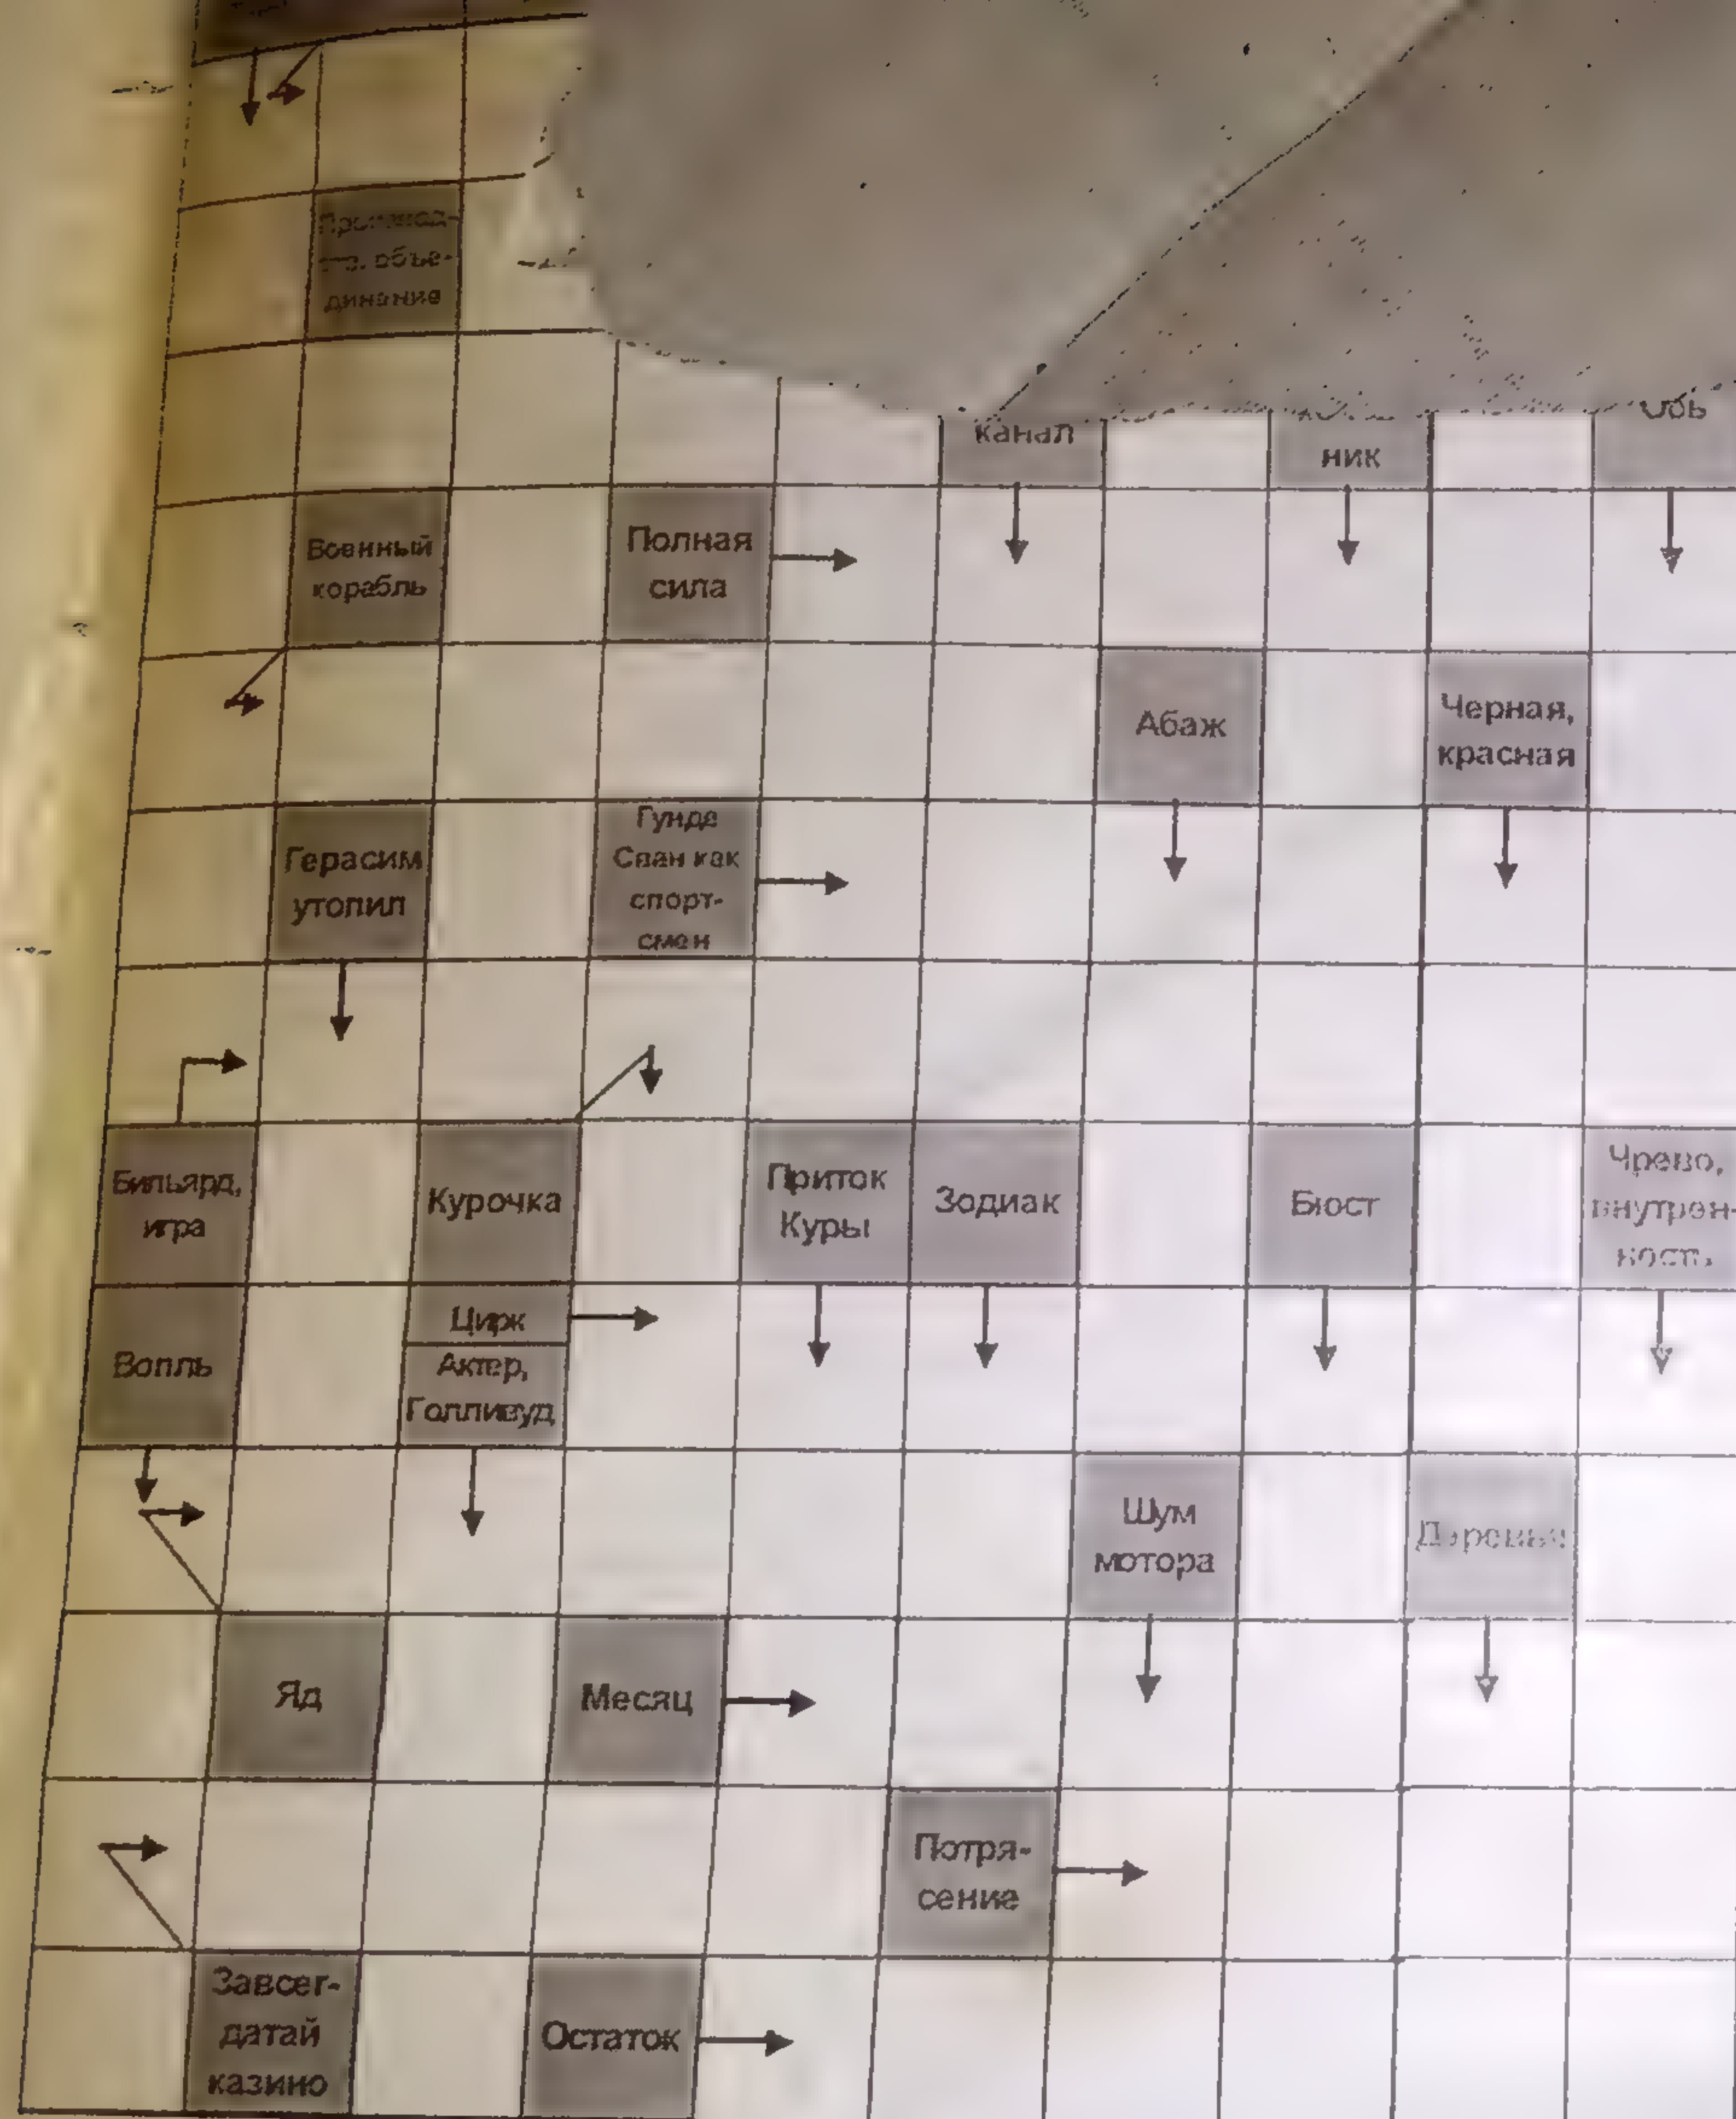 динание
канал
ник
Военный
корабль
Полная
сила
Абаж
Черная,
красная
Герасим
утопил
Гунде
Сван как
спорт-
смен
Бильярд,
игра
Курочка
Приток
Куры
Зодиак
Бюст
Чрево,
внутрен-
ность
Вопль
Цирк
Актер,
Голливуд
Шум
мотора
Яд
Месяц
Потря-
сение
Завсег-
датай
казино
Остаток